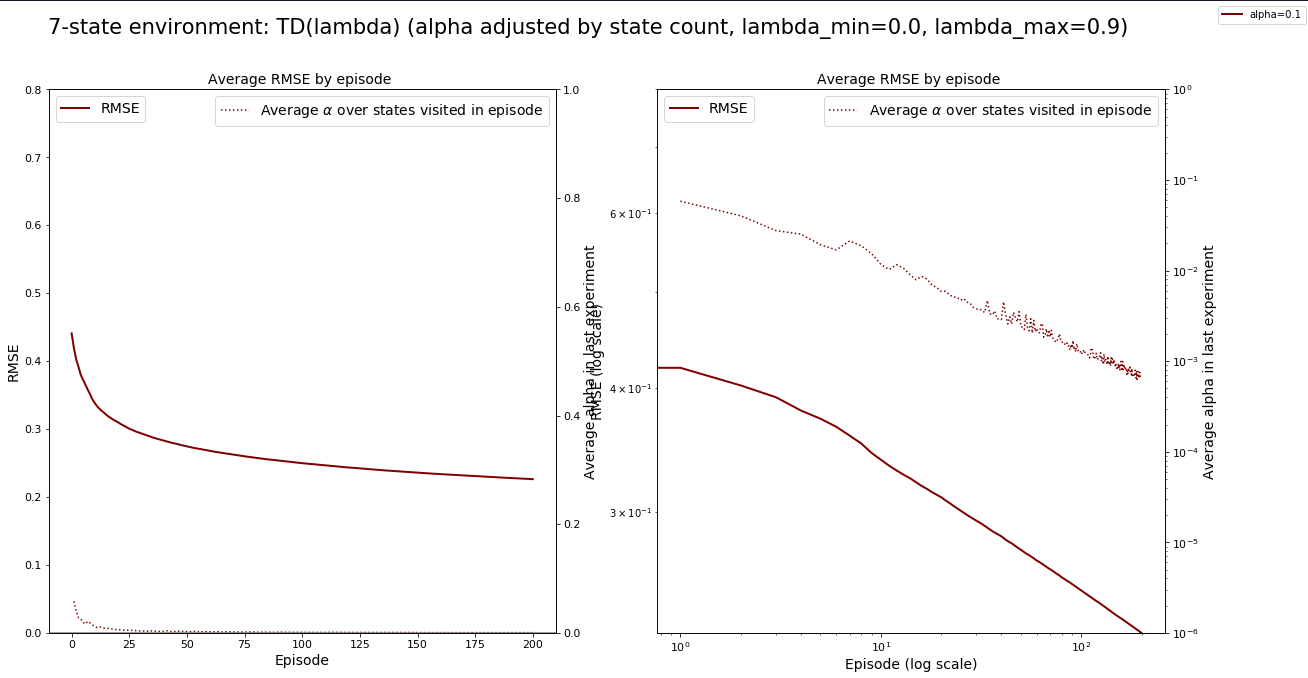 7-state environment: TD(lambda) (alpha adjusted by state count, lambda_min=0.0, lambda_max=0.9)
alpha=0.1
Average RMSE by episode
RMSE
Average α over states visited in episode
0.8
0.7
0.6
0.5
0.4
0.3
0.2
0.1
0.0
RMSE
1.0
0.8
0.6
0.4
0.2
0.0
Average alpha in last experiment
0
25
50
75
100
125
150
175
200
Episode
Average RMSE by episode
RMSE
Average α over states visited in episode
6 × 10⁻¹
4 × 10⁻¹
3 × 10⁻¹
RMSE (log scale)
10⁰
10⁻¹
10⁻²
10⁻³
10⁻⁴
10⁻⁵
10⁻⁶
Average alpha in last experiment
10⁰
10¹
10²
Episode (log scale)